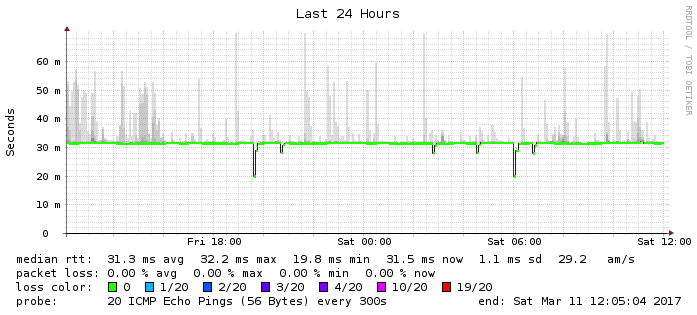 Last 24 Hours
RRDTOOL / TOBI OETIKER
Seconds
60 m
50 m
40 m
30 m
20 m
10 m
0
Fri 18:00 Sat 00:00 Sat 06:00 Sat 12:00
median rtt: 31.3 ms avg 32.2 ms max 19.8 ms min 31.5 ms now 1.1 ms sd 29.2 am/s
packet loss: 0.00 % avg 0.00 % max 0.00 % min 0.00 % now
loss color: 0 1/20 2/20 3/20 4/20 10/20 19/20
probe: 20 ICMP Echo Pings (56 Bytes) every 300s end: Sat Mar 11 12:05:04 2017